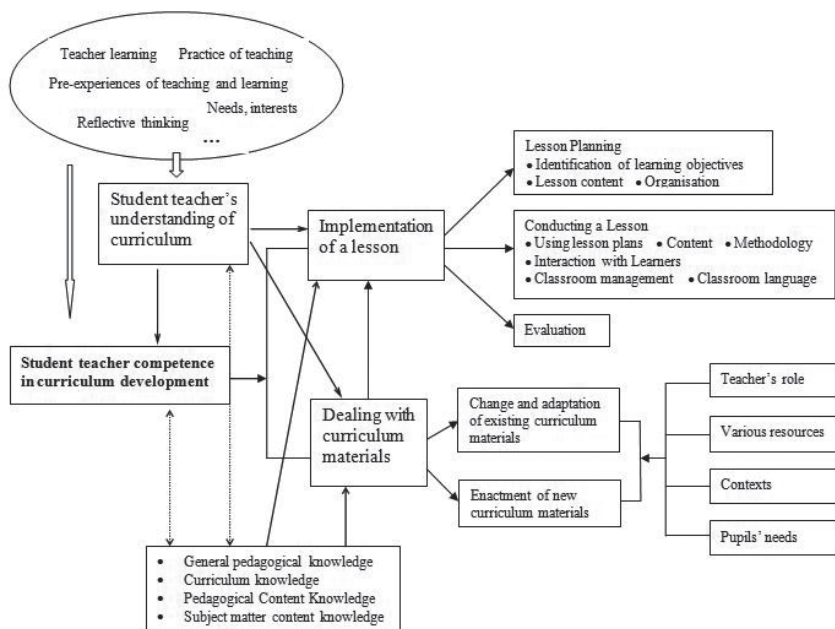 Teacher learning Practice of teaching
Pre-experiences of teaching and learning
Needs, interests
Reflective thinking
...
Student teacher's
understanding of
curriculum
Student teacher competence
in curriculum development
Implementation
of a lesson
Dealing with
curriculum
materials
Lesson Planning
• Identification of learning objectives
• Lesson content • Organisation
Conducting a Lesson
• Using lesson plans • Content • Methodology
• Interaction with Learners
• Classroom management • Classroom language
Evaluation
Change and adaptation
of existing curriculum
materials
Enactment of new
curriculum materials
Teacher's role
Various resources
Contexts
Pupils' needs
• General pedagogical knowledge
• Curriculum knowledge
• Pedagogical Content Knowledge
• Subject matter content knowledge